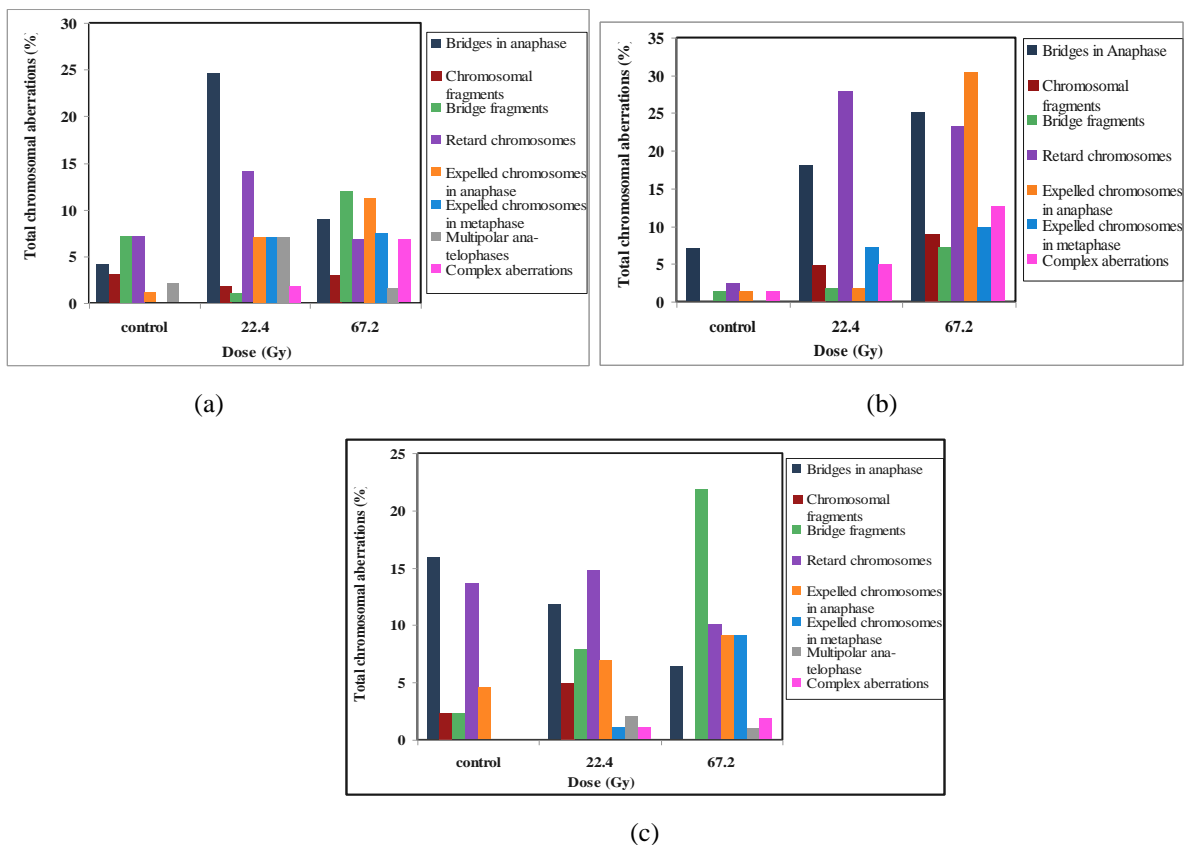 30
25
20
15
10
5
0
Total chromosomal aberrations (%)
control
22.4
67.2
Dose (Gy)
Bridges in anaphase
Chromosomal
fragments
Bridge fragments
Retard chromosomes
Expelled chromosomes
in anaphase
Expelled chromosomes
in metaphase
Multipolar ana-
telophases
Complex aberrations
(a)
35
30
25
20
15
10
5
0
Total chromosomal aberrations (%)
control
22.4
67.2
Dose (Gy)
Bridges in Anaphase
Chromosomal
fragments
Bridge fragments
Retard chromosomes
Expelled chromosomes
in anaphase
Expelled chromosomes
in metaphase
Complex aberrations
(b)
25
20
15
10
5
0
Total chromosomal aberrations (%)
control
22.4
67.2
Dose (Gy)
Bridges in anaphase
Chromosomal
fragments
Bridge fragments
Retard chromosomes
Expelled chromosomes
in anaphase
Expelled chromosomes
in metaphase
Multipolar ana-
telophase
Complex aberrations
(c)